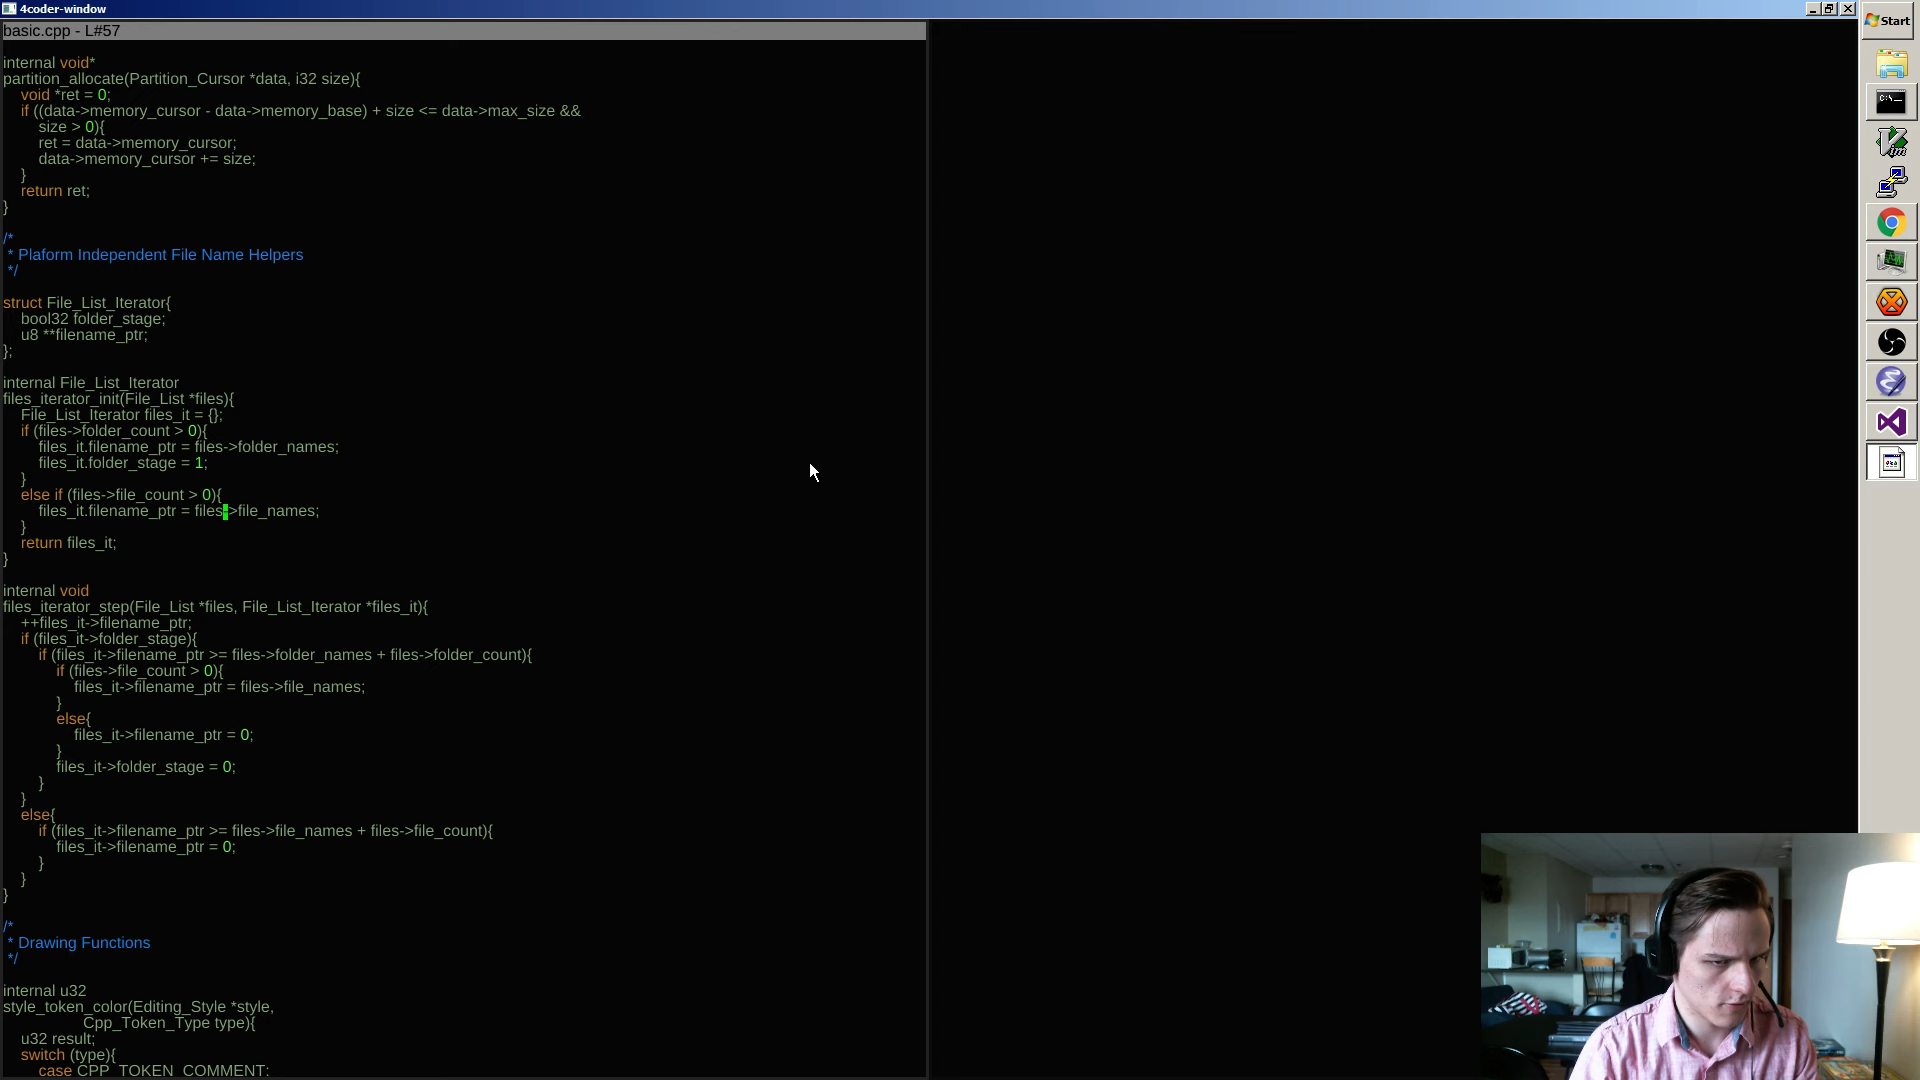 4coder-window
Start
basic.cpp - L#57
internal void*
partition_allocate(Partition_Cursor *data, i32 size){
void *ret = 0;
if ((data->memory_cursor - data->memory_base) + size <= data->max_size &&
size > 0){
ret = data->memory_cursor;
data->memory_cursor += size;
}
return ret;
}
/*
* Plaform Independent File Name Helpers
*/
struct File_List_Iterator{
bool32 folder_stage;
u8 **filename_ptr;
};
internal File_List_Iterator
files_iterator_init(File_List *files){
File_List_Iterator files_it = {};
if (files->folder_count > 0){
files_it.filename_ptr = files->folder_names;
files_it.folder_stage = 1;
}
else if (files->file_count > 0){
files_it.filename_ptr = files->file_names;
}
return files_it;
}
internal void
files_iterator_step(File_List *files, File_List_Iterator *files_it){
++files_it->filename_ptr;
if (files_it->folder_stage){
if (files_it->filename_ptr >= files->folder_names + files->folder_count){
if (files->file_count > 0){
files_it->filename_ptr = files->file_names;
}
else{
files_it->filename_ptr = 0;
}
files_it->folder_stage = 0;
}
}
else{
if (files_it->filename_ptr >= files->file_names + files->file_count){
files_it->filename_ptr = 0;
}
}
}
/*
* Drawing Functions
*/
internal u32
style_token_color(Editing_Style *style,
Cpp_Token_Type type){
u32 result;
switch (type){
case CPP_TOKEN_COMMENT: